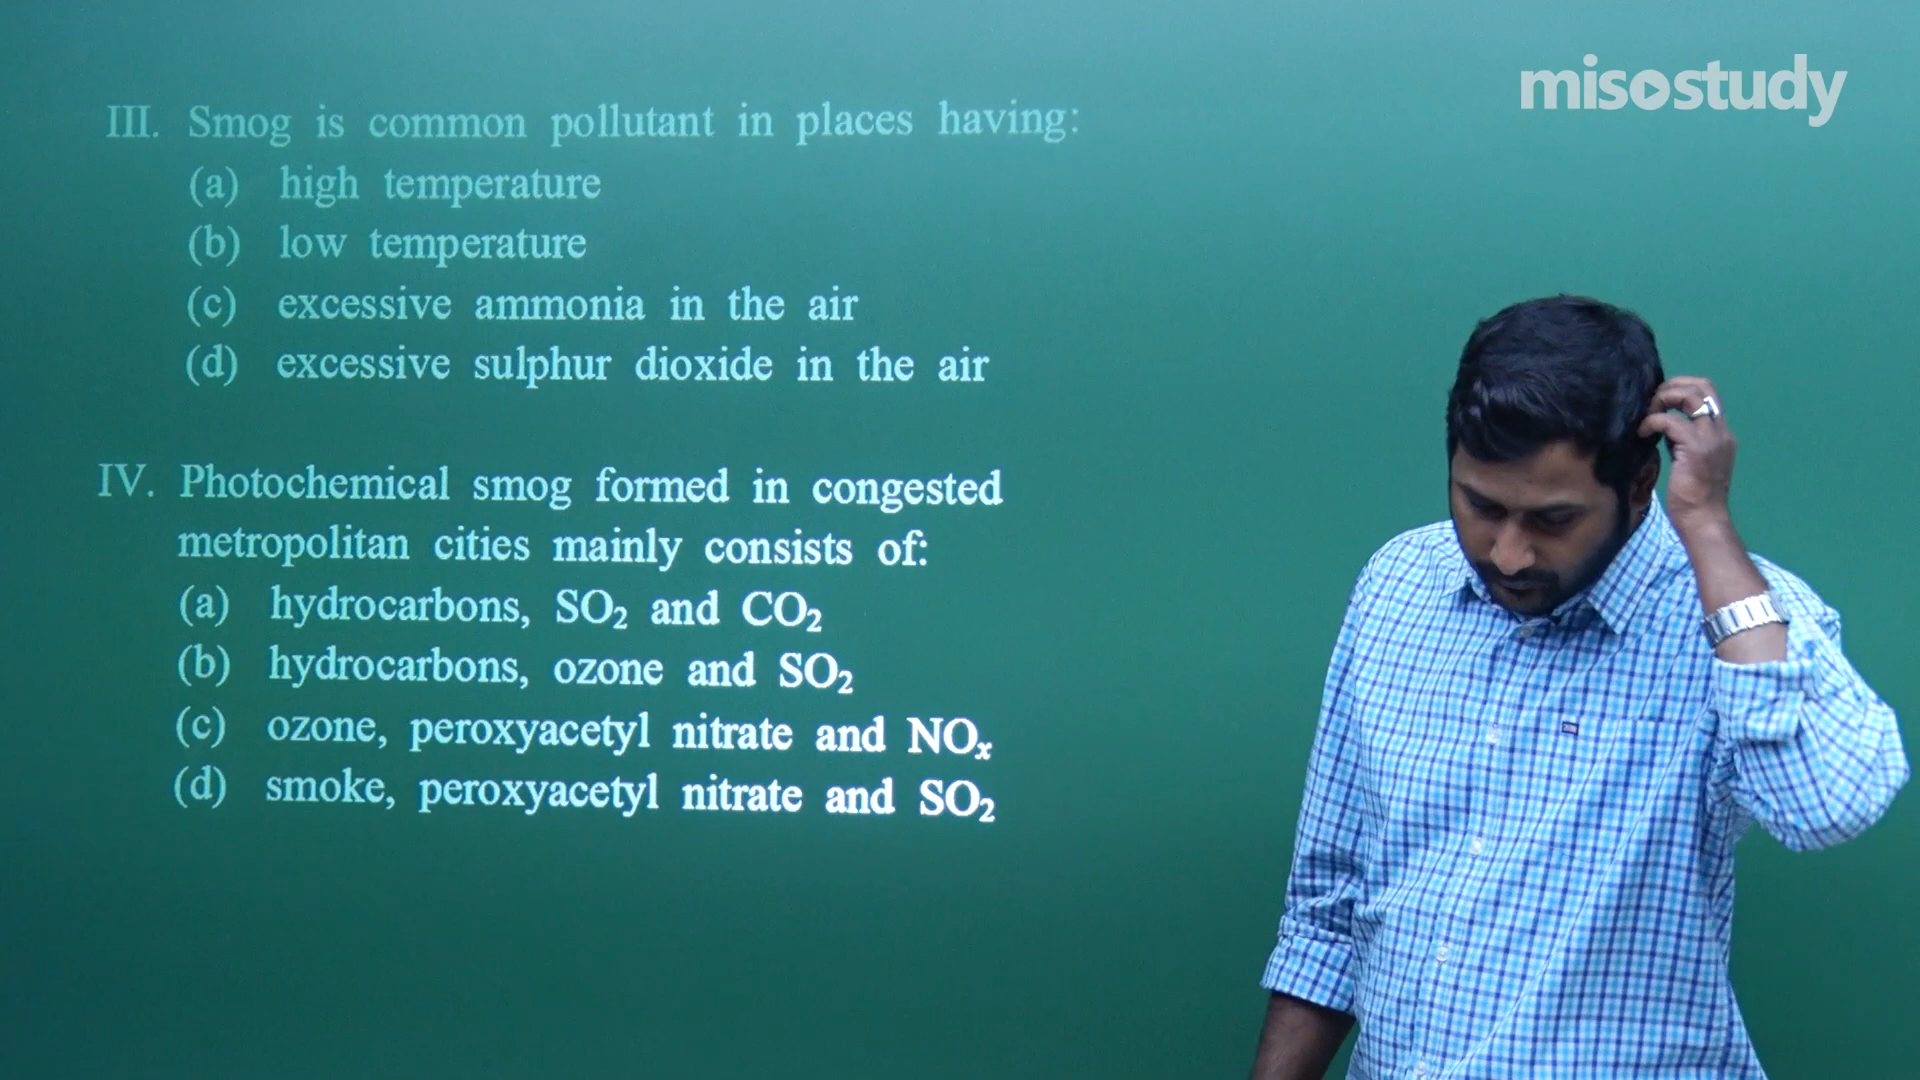 misostudy
III. Smog is common pollutant in places having:
(a) high temperature
(b) low temperature
(c) excessive ammonia in the air
(d) excessive sulphur dioxide in the air
IV. Photochemical smog formed in congested
metropolitan cities mainly consists of:
(a) hydrocarbons, SO₂ and CO₂
(b) hydrocarbons, ozone and SO₂
(c) ozone, peroxyacetyl nitrate and NOₓ
(d) smoke, peroxyacetyl nitrate and SO₂